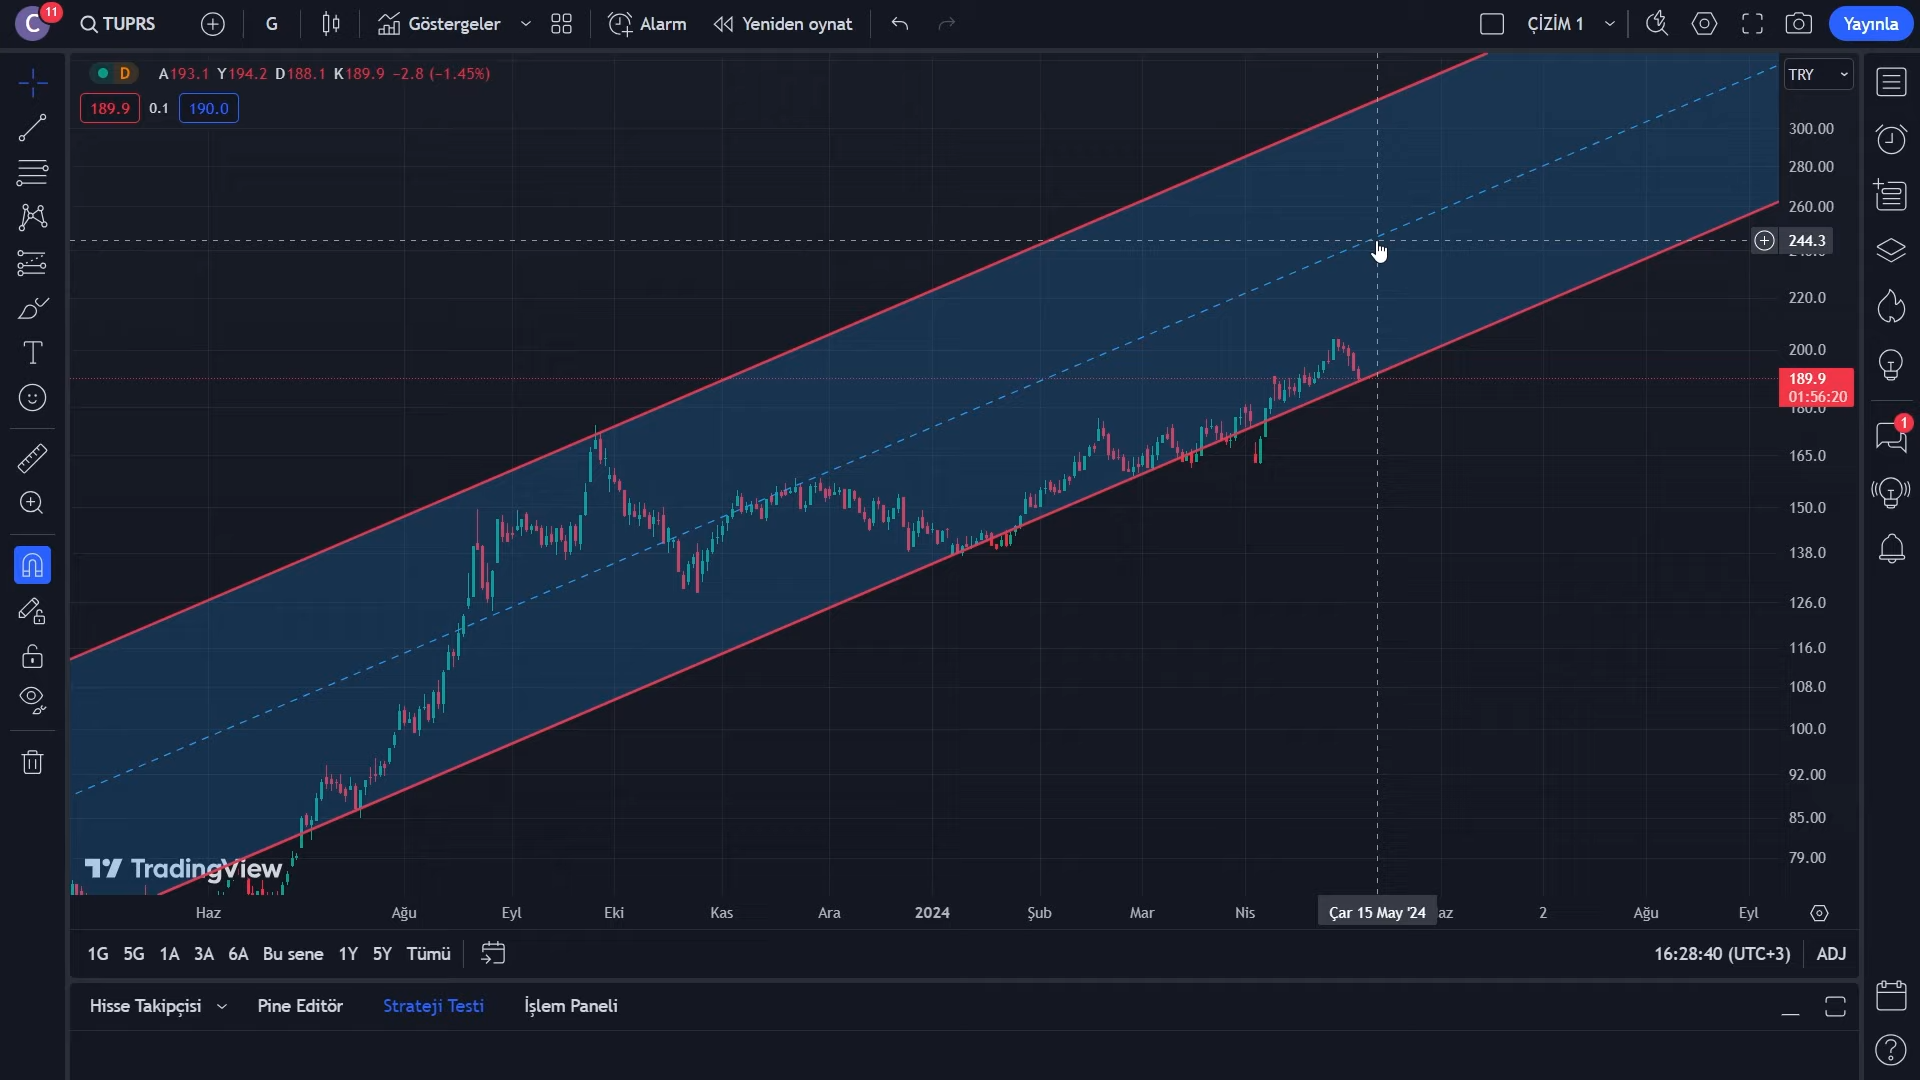 C 11 TUPRS G Göstergeler Alarm Yeniden oynat ÇİZİM 1 Yayınla
D A193.1 Y194.2 D188.1 K189.9 -2.8 (-1.45%)
TRY
189.9 0.1 190.0
300.00
280.00
260.00
244.3
220.0
200.0
189.9
01:56:20
180.0
1
165.0
150.0
138.0
126.0
116.0
108.0
100.0
92.00
85.00
79.00
TradingView
Haz Ağu Eyl Eki Kas Ara 2024 Şub Mar Nis Çar 15 May '24 az 2 Ağu Eyl
1G 5G 1A 3A 6A Bu sene 1Y 5Y Tümü 16:28:40 (UTC+3) ADJ
Hisse Takipçisi Pine Editör Strateji Testi İşlem Paneli